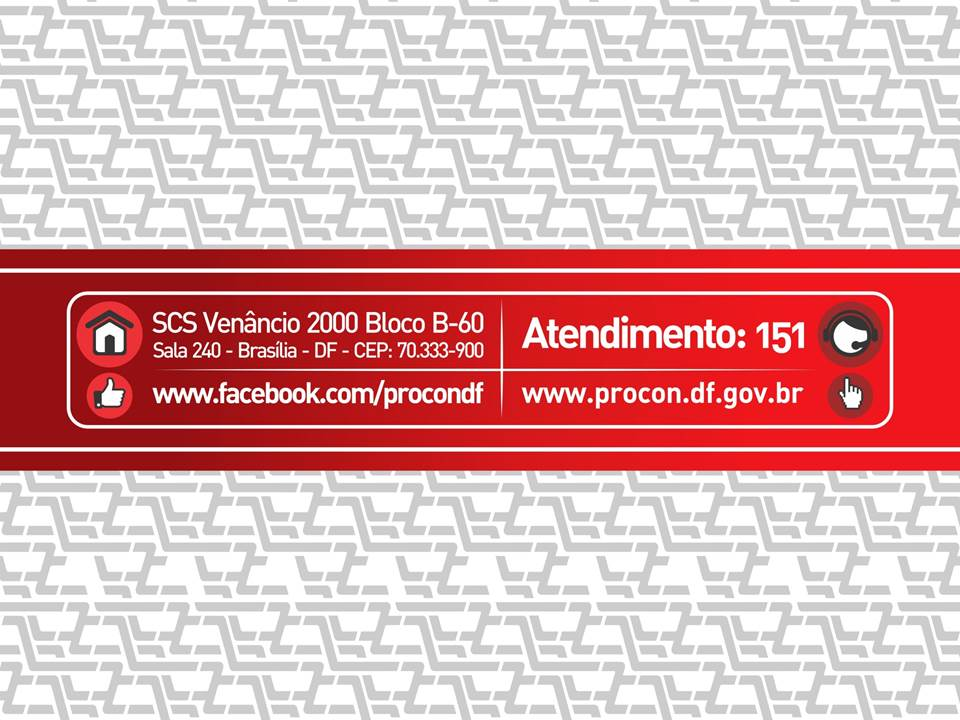 SCS Venâncio 2000 Bloco B-60
Sala 240 - Brasília - DF - CEP: 70.333-900
www.facebook.com/procondf
Atendimento: 151
www.procon.df.gov.br